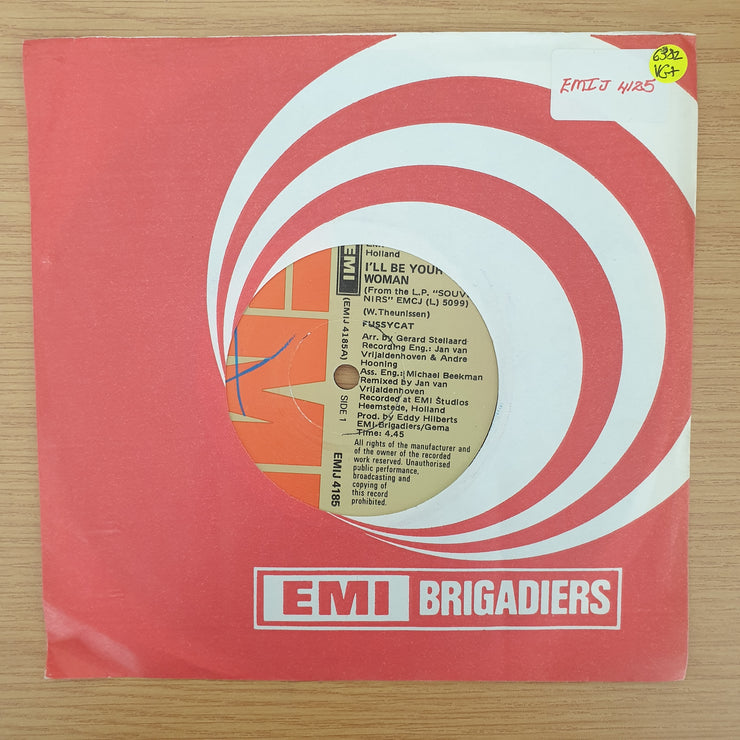 6382
VG+
EMIJ 4185
Holland
I'LL BE YOUR
WOMAN
(From the L.P. "SOUV
NIRS" EMCJ (L) 5099)
(W.Theunissen)
PUSSYCAT
Arr. by Gerard Stellaard
Recording Eng.: Jan van
Vrijaldenhoven & Andre
Hooning
Ass. Eng.: Michael Beekman
Remixed by Jan van
Vrijaldenhoven
Recorded at EMI Studios
Heemstede, Holland
Prod. by Eddy Hilberts
EMI-Brigadiers/Gema
Time: 4,45
All rights of the manufacturer and
of the owner of the recorded
work reserved. Unauthorised
public performance,
broadcasting and
copying of
this record
prohibited.
EMI
(EMIJ 4185A)
SIDE 1
EMIJ 4185
EMI BRIGADIERS